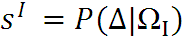 s^I = P(Δ|Ω_I)